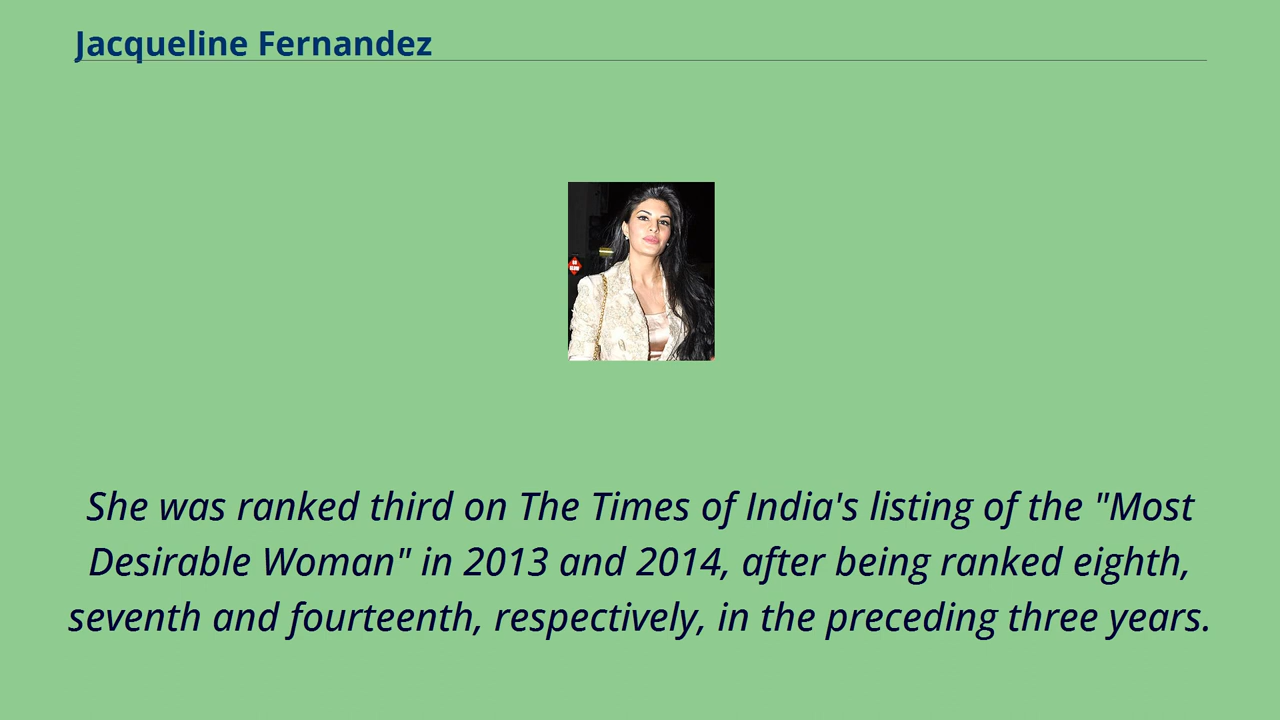 Jacqueline Fernandez
She was ranked third on The Times of India's listing of the "Most
Desirable Woman" in 2013 and 2014, after being ranked eighth,
seventh and fourteenth, respectively, in the preceding three years.